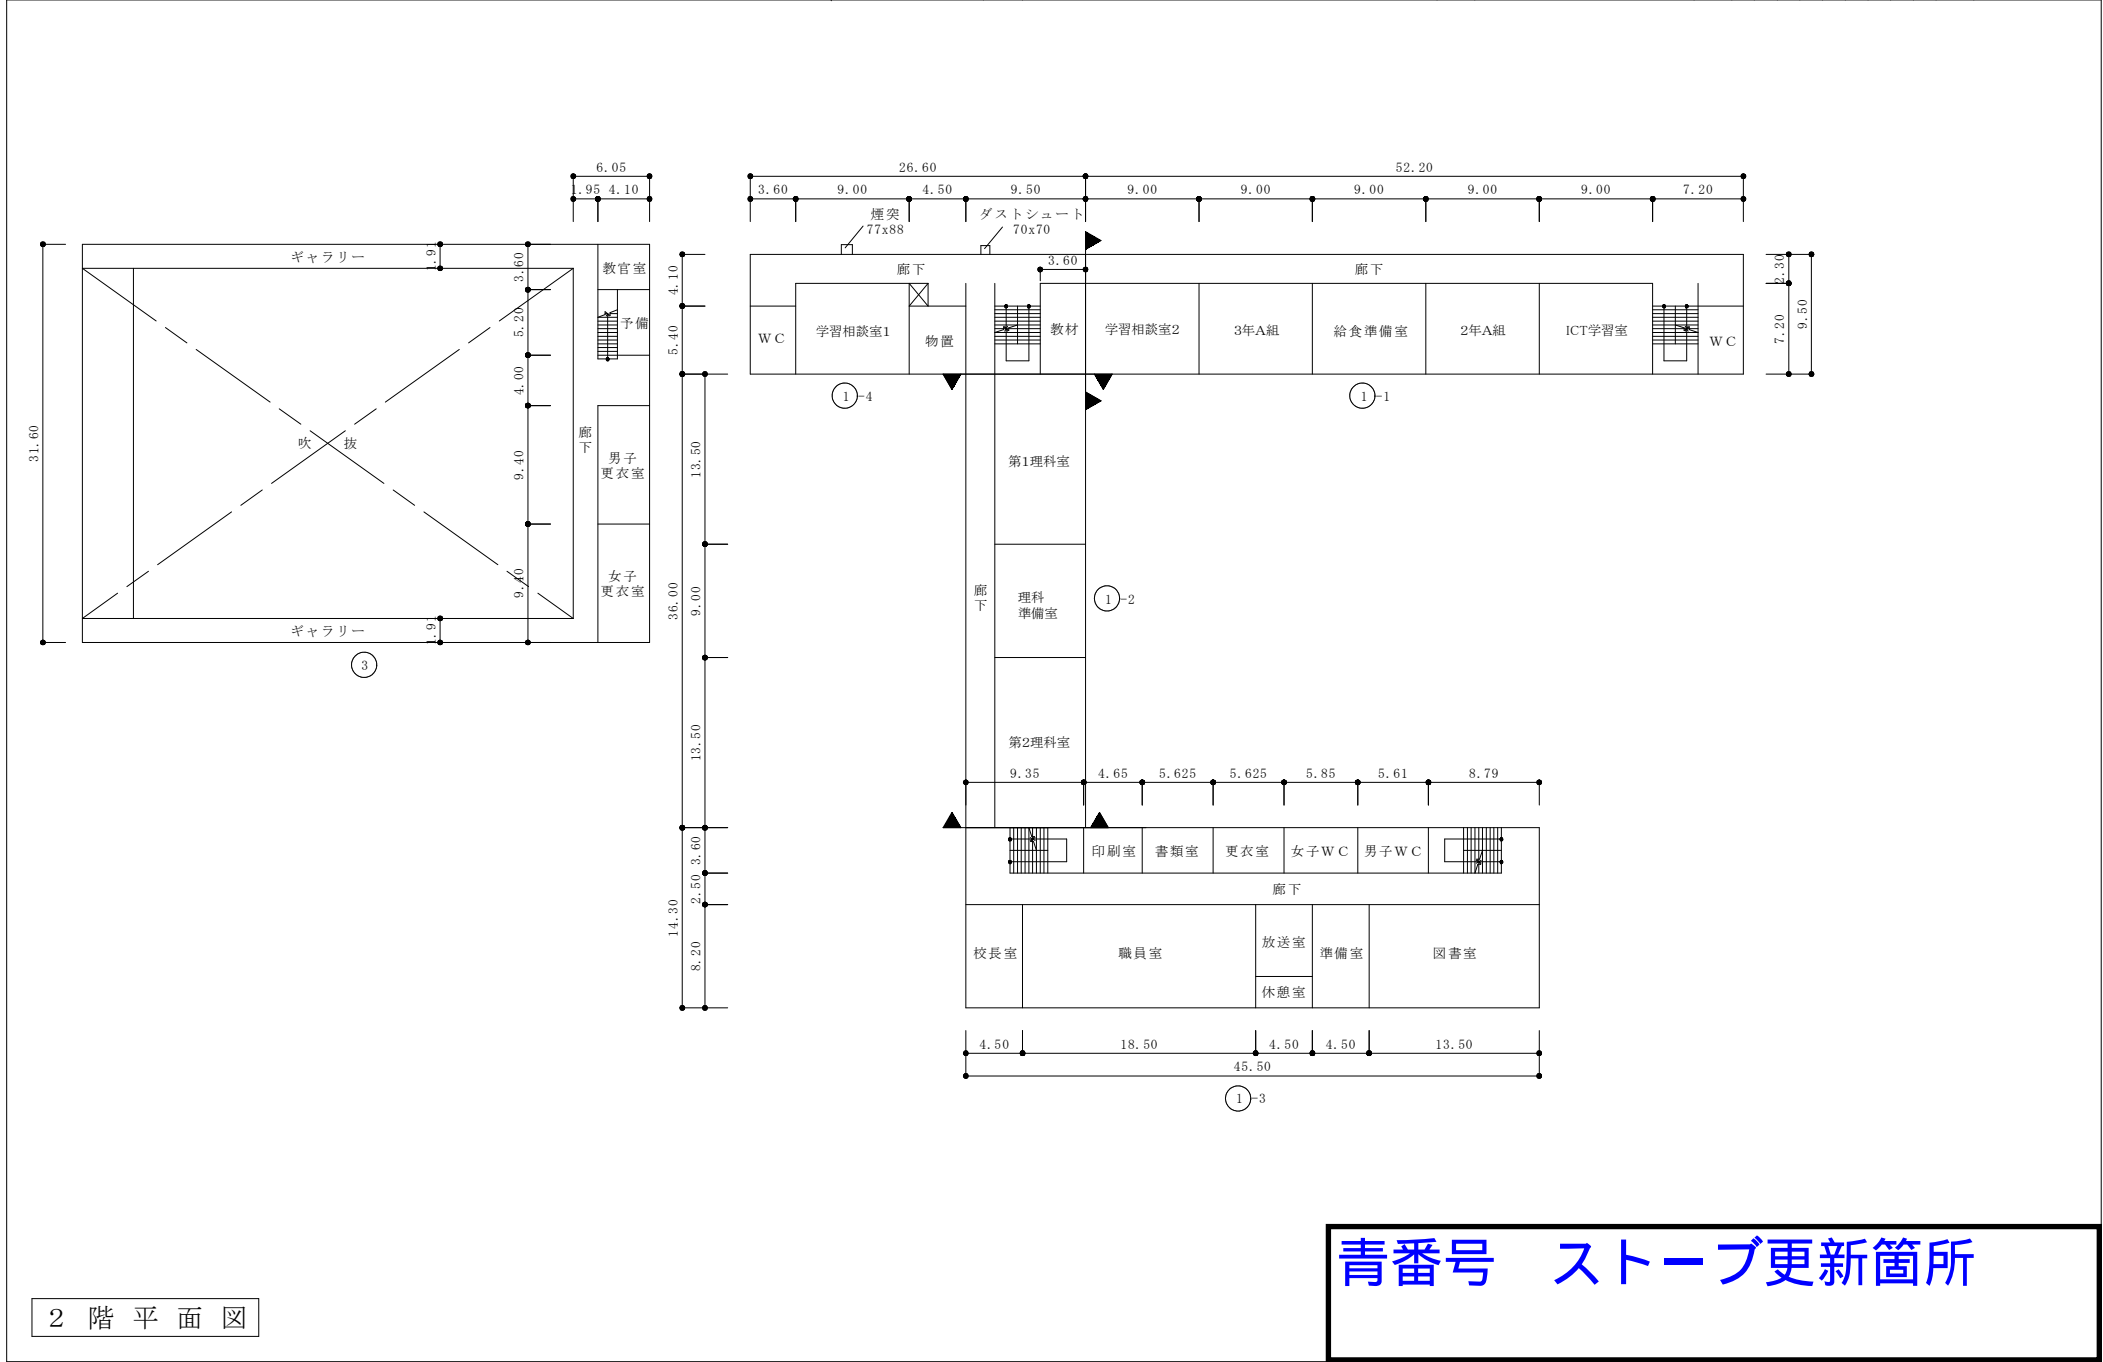 6.05
1.95 4.10
26.60
52.20
3.60 9.00 4.50 9.50 9.00 9.00 9.00 9.00 9.00 7.20
煙突
77x88
ダストシュート
70x70
ギャラリー
1.91
3.60
教官室
5.20
予備
4.00
31.60
吹 抜
廊下
9.40
男子
更衣室
9.40
女子
更衣室
ギャラリー
1.91
3
4.10
5.40
廊下
3.60
廊下
2.30
7.20
9.50
WC
学習相談室1
物置
教材
学習相談室2
3年A組
給食準備室
2年A組
ICT学習室
WC
1-4
1-1
13.50
第1理科室
36.00
9.00
廊下
理科
準備室
1-2
13.50
第2理科室
9.35 4.65 5.625 5.625 5.85 5.61 8.79
3.60
印刷室 書類室 更衣室 女子WC 男子WC
2.50
廊下
14.30
8.20
校長室
職員室
放送室
休憩室
準備室
図書室
4.50 18.50 4.50 4.50 13.50
45.50
1-3
青番号 ストーブ更新箇所
2階平面図